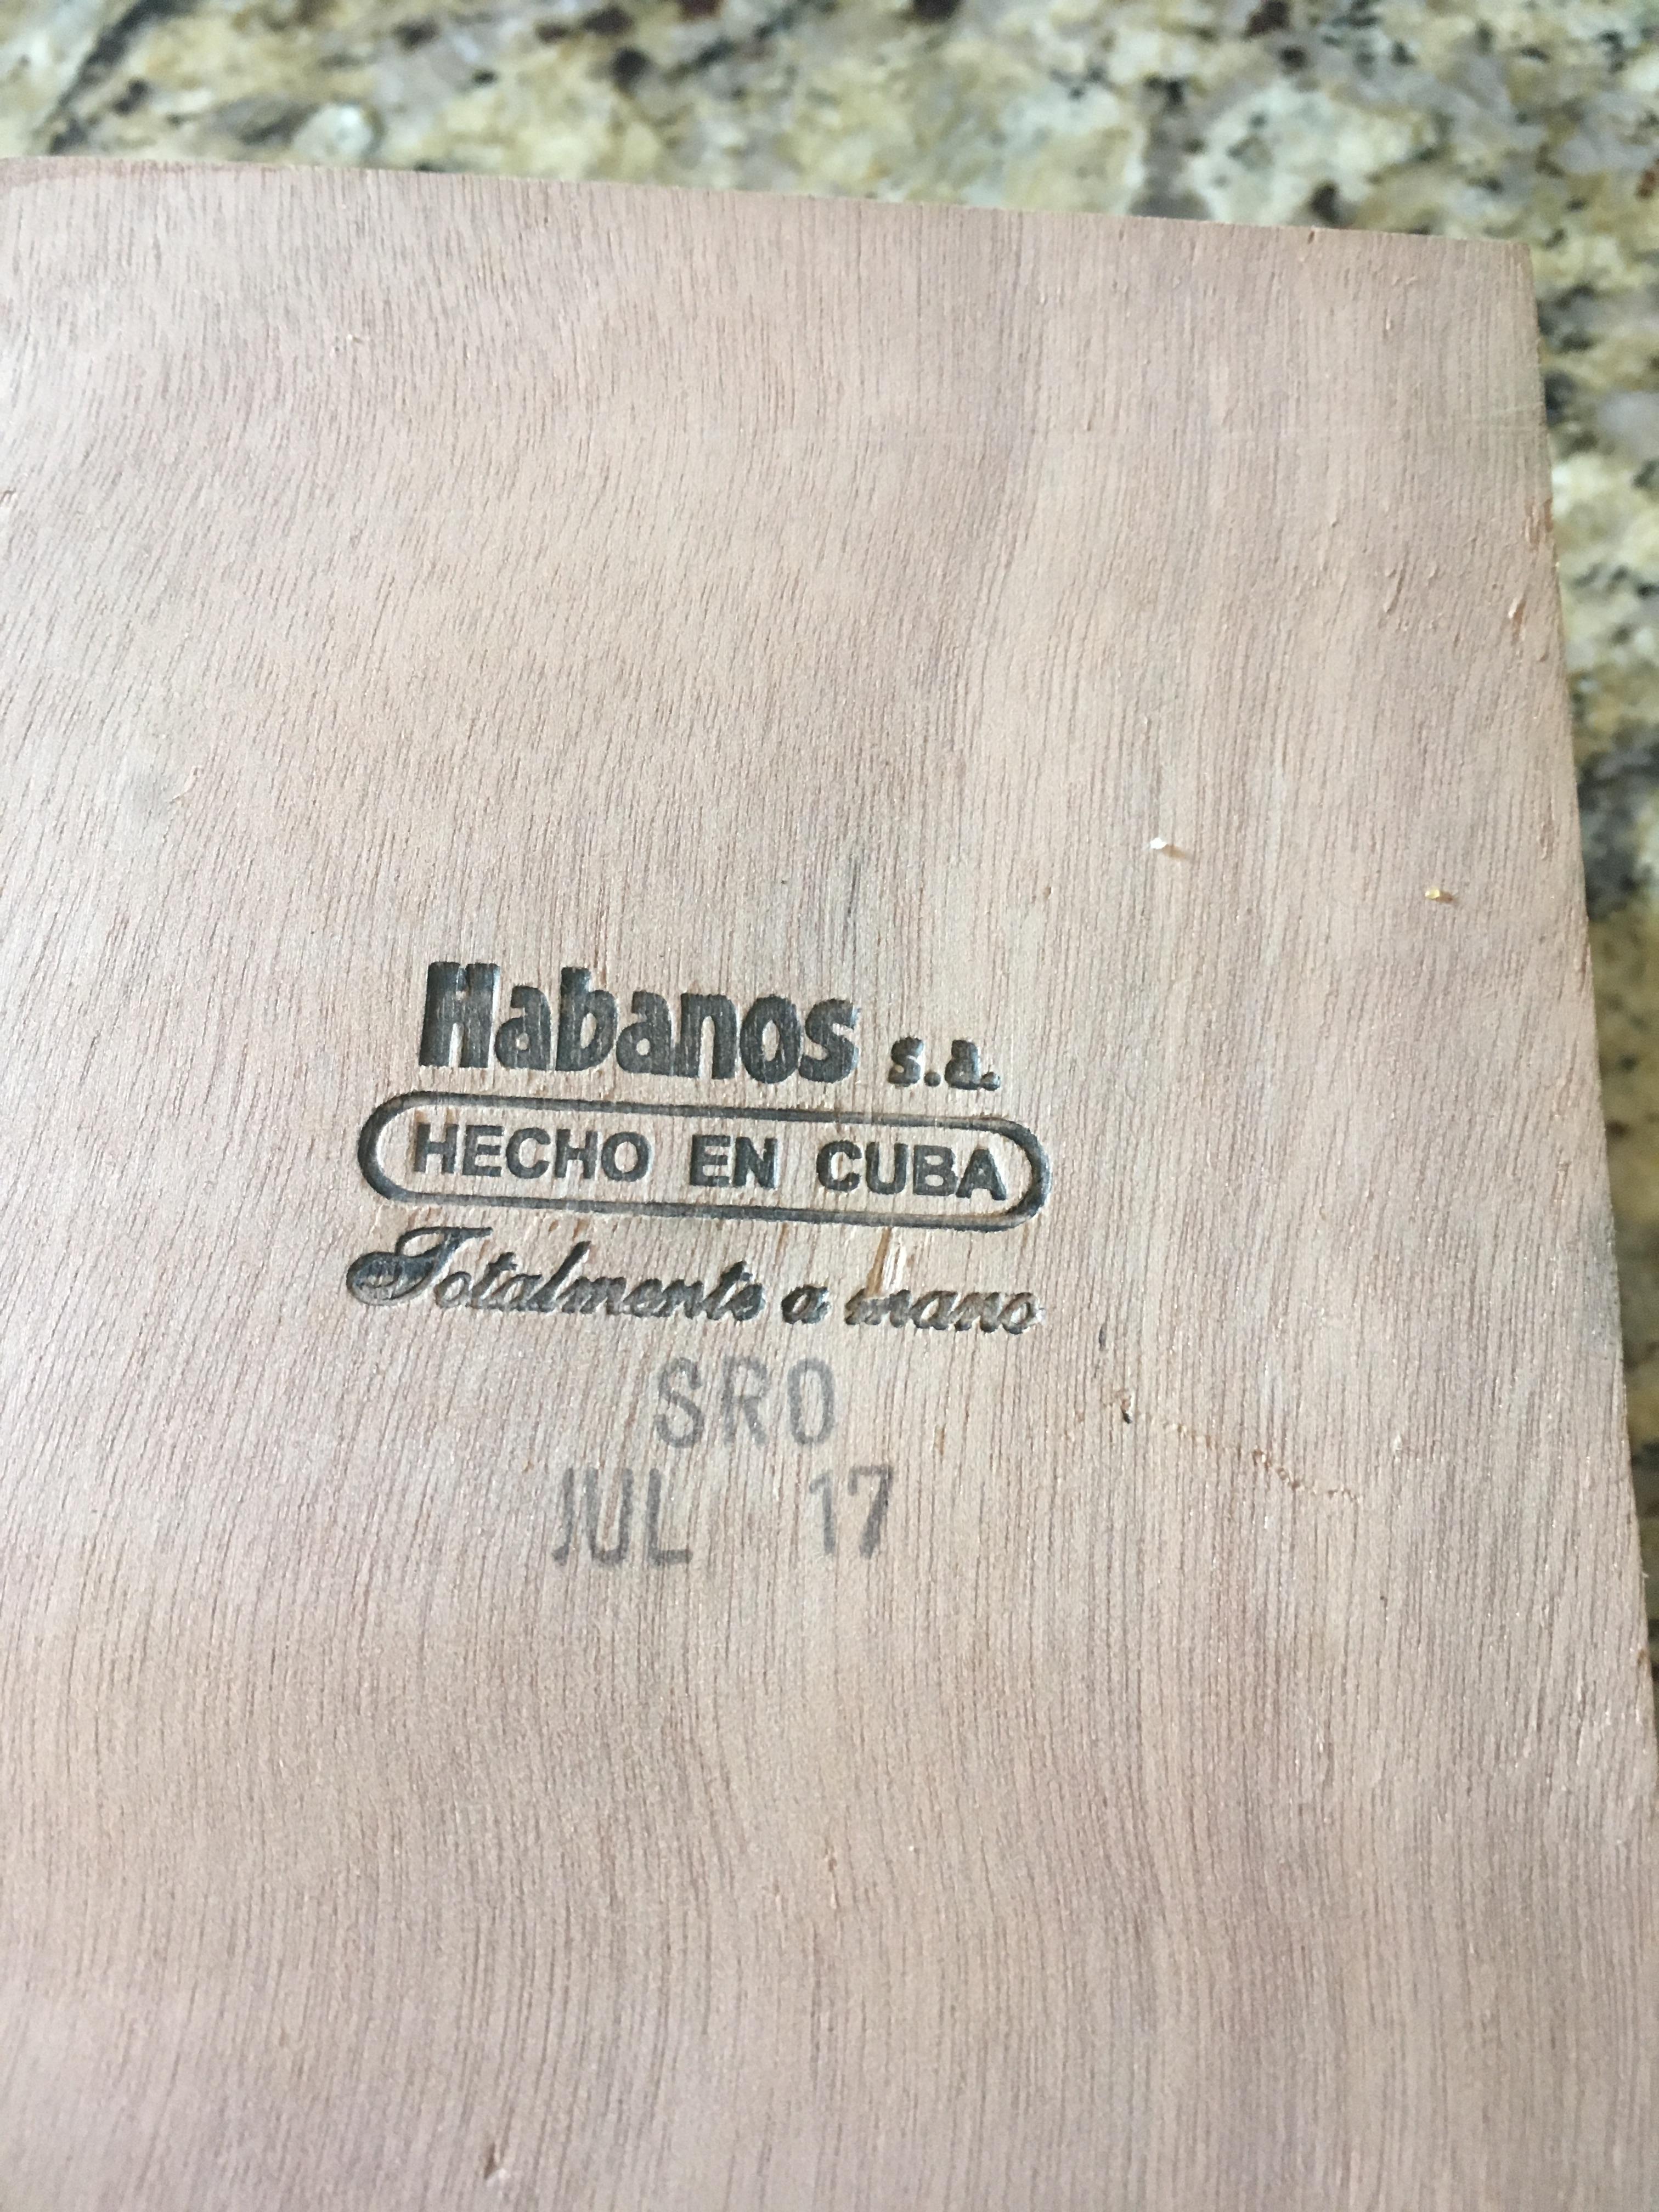 Habanos s.a.
HECHO EN CUBA
Totalmente a mano
SRO
JUL 17